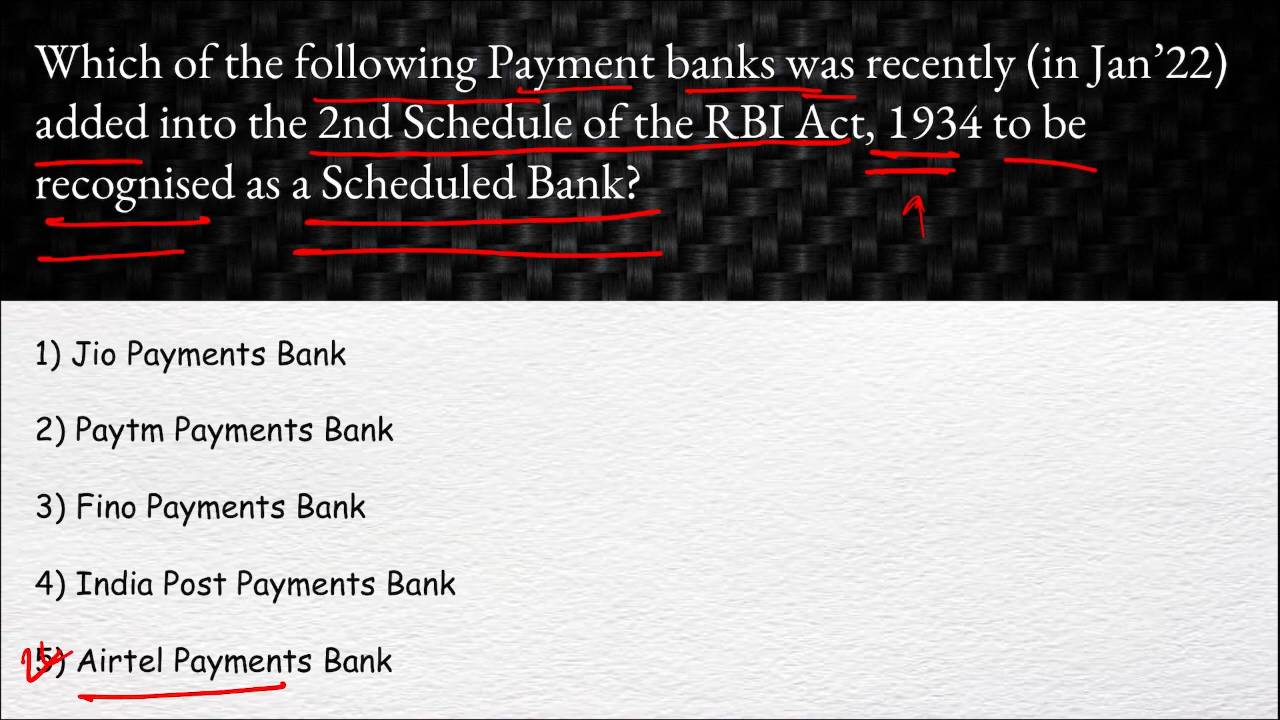 Which of the following Payment banks was recently (in Jan’22)
added into the 2nd Schedule of the RBI Act, 1934 to be
recognised as a Scheduled Bank?
1) Jio Payments Bank
2) Paytm Payments Bank
3) Fino Payments Bank
4) India Post Payments Bank
5) Airtel Payments Bank